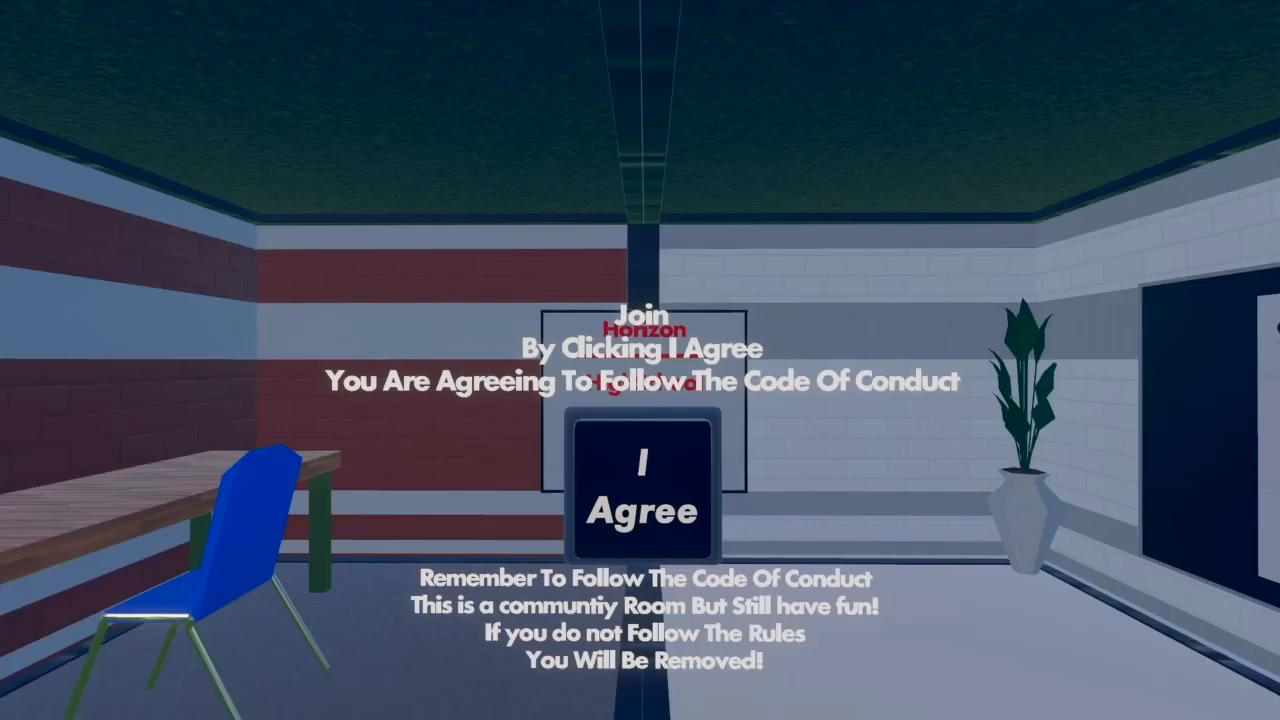 Join
Horizon
By Clicking I Agree
You Are Agreeing To Follow The Code Of Conduct
I
Agree
Remember To Follow The Code Of Conduct
This is a communtiy Room But Still have fun!
If you do not Follow The Rules
You Will Be Removed!